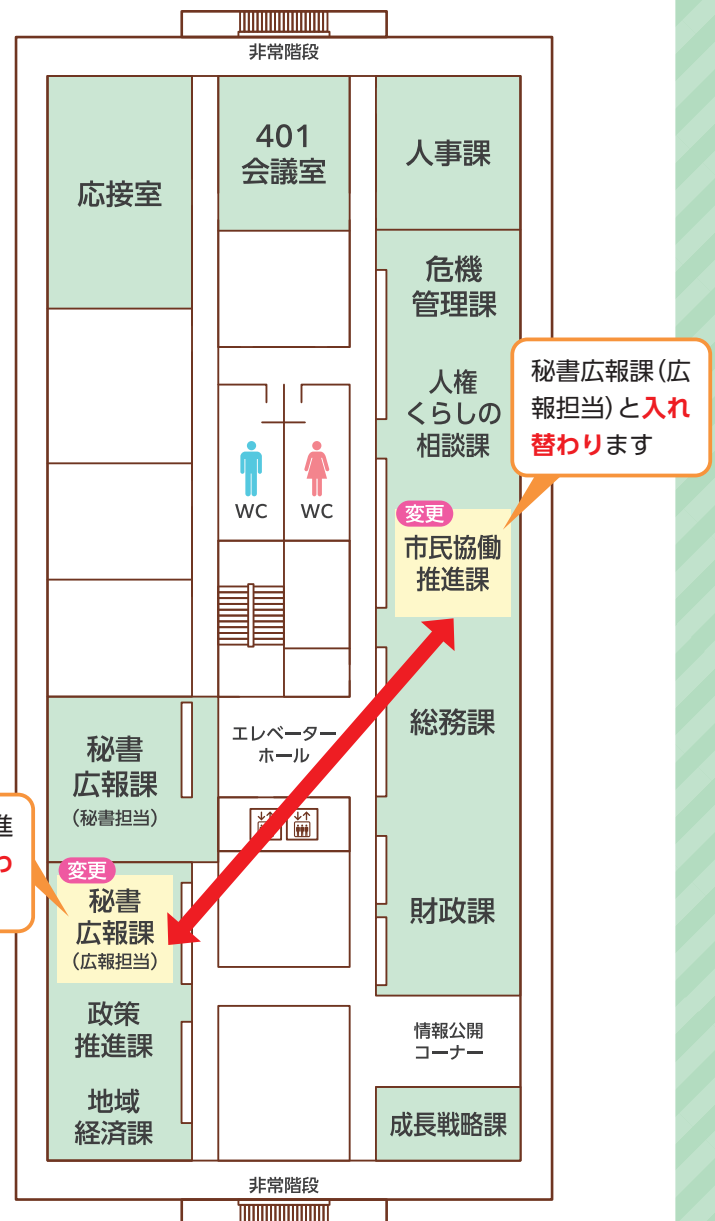 非常階段
応接室
401
会議室
人事課
危機
管理課
人権
くらしの
相談課
秘書広報課(広
報担当)と入れ
替わります
WC
WC
変更
市民協働
推進課
総務課
エレベーター
ホール
秘書
広報課
(秘書担当)
進
わ
変更
秘書
広報課
(広報担当)
財政課
政策
推進課
地域
経済課
情報公開
コーナー
成長戦略課
非常階段